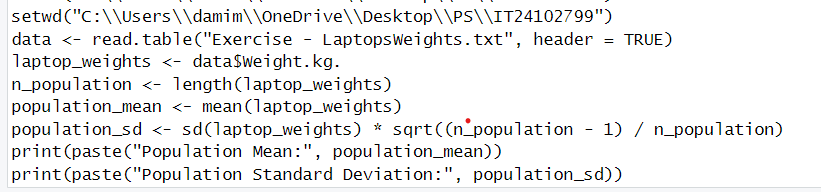 setwd("C:\\Users\\damim\\OneDrive\\Desktop\\PS\\IT24102799")
data <- read.table("Exercise - LaptopsWeights.txt", header = TRUE)
laptop_weights <- data$Weight.kg.
n_population <- length(laptop_weights)
population_mean <- mean(laptop_weights)
population_sd <- sd(laptop_weights) * sqrt((n_population - 1) / n_population)
print(paste("Population Mean:", population_mean))
print(paste("Population Standard Deviation:", population_sd))